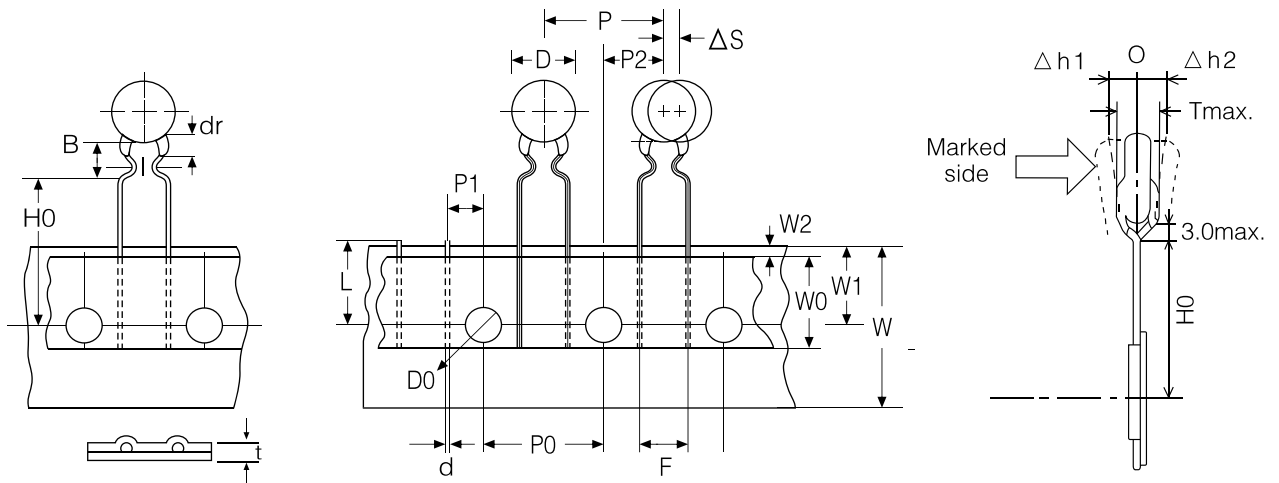 B
dr
H0
t
P
ΔS
D
P2
P1
W2
L
W0
W1
W
D0
d
P0
F
Δh1
O
Δh2
Tmax.
Marked
side
3.0max.
H0